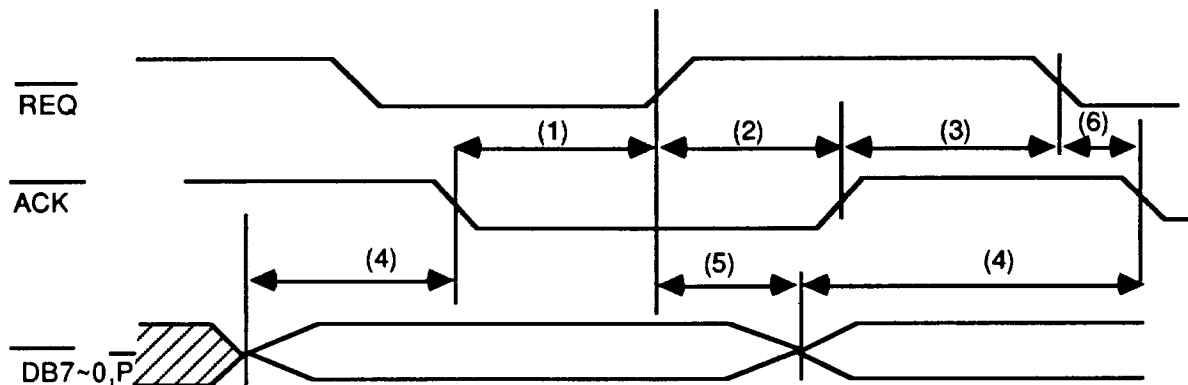 REQ
(1) (2) (3) (6)
ACK
(4) (5) (4)
DB7~0,P